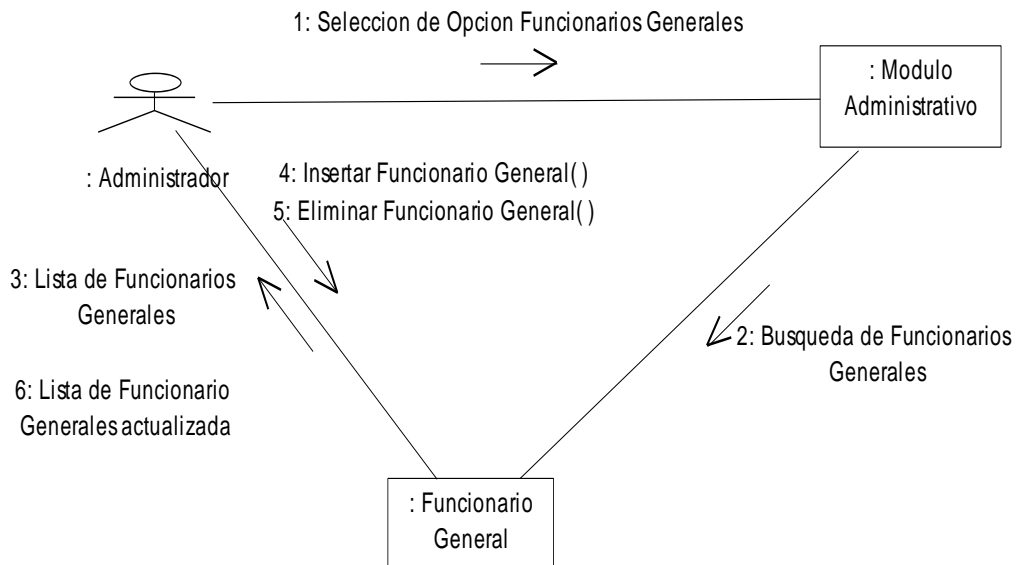 1: Seleccion de Opcion Funcionarios Generales
: Modulo
Administrativo
: Administrador
4: Insertar Funcionario General( )
5: Eliminar Funcionario General( )
3: Lista de Funcionarios
Generales
2: Busqueda de Funcionarios
Generales
6: Lista de Funcionario
Generales actualizada
: Funcionario
General